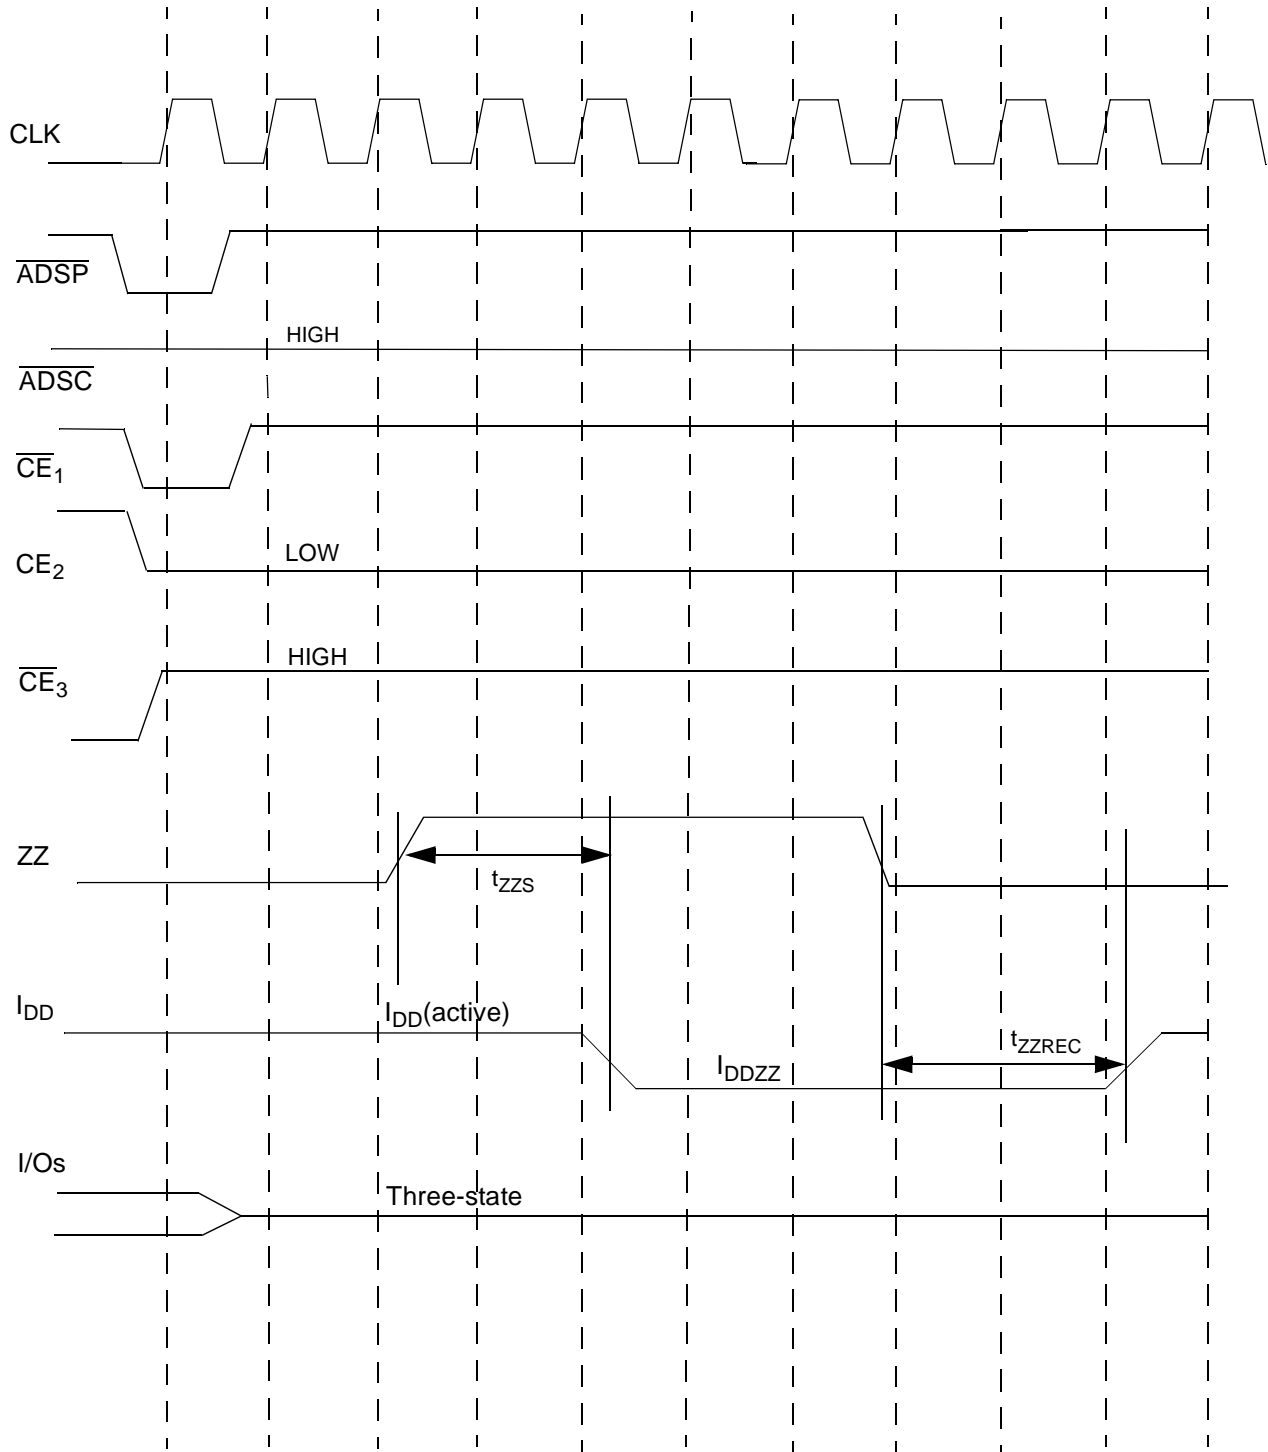 CLK
ADSP
HIGH
ADSC
CE1
LOW
CE2
HIGH
CE3
ZZ
tZZS
IDD
IDD(active)
tZZREC
IDDZZ
I/Os
Three-state